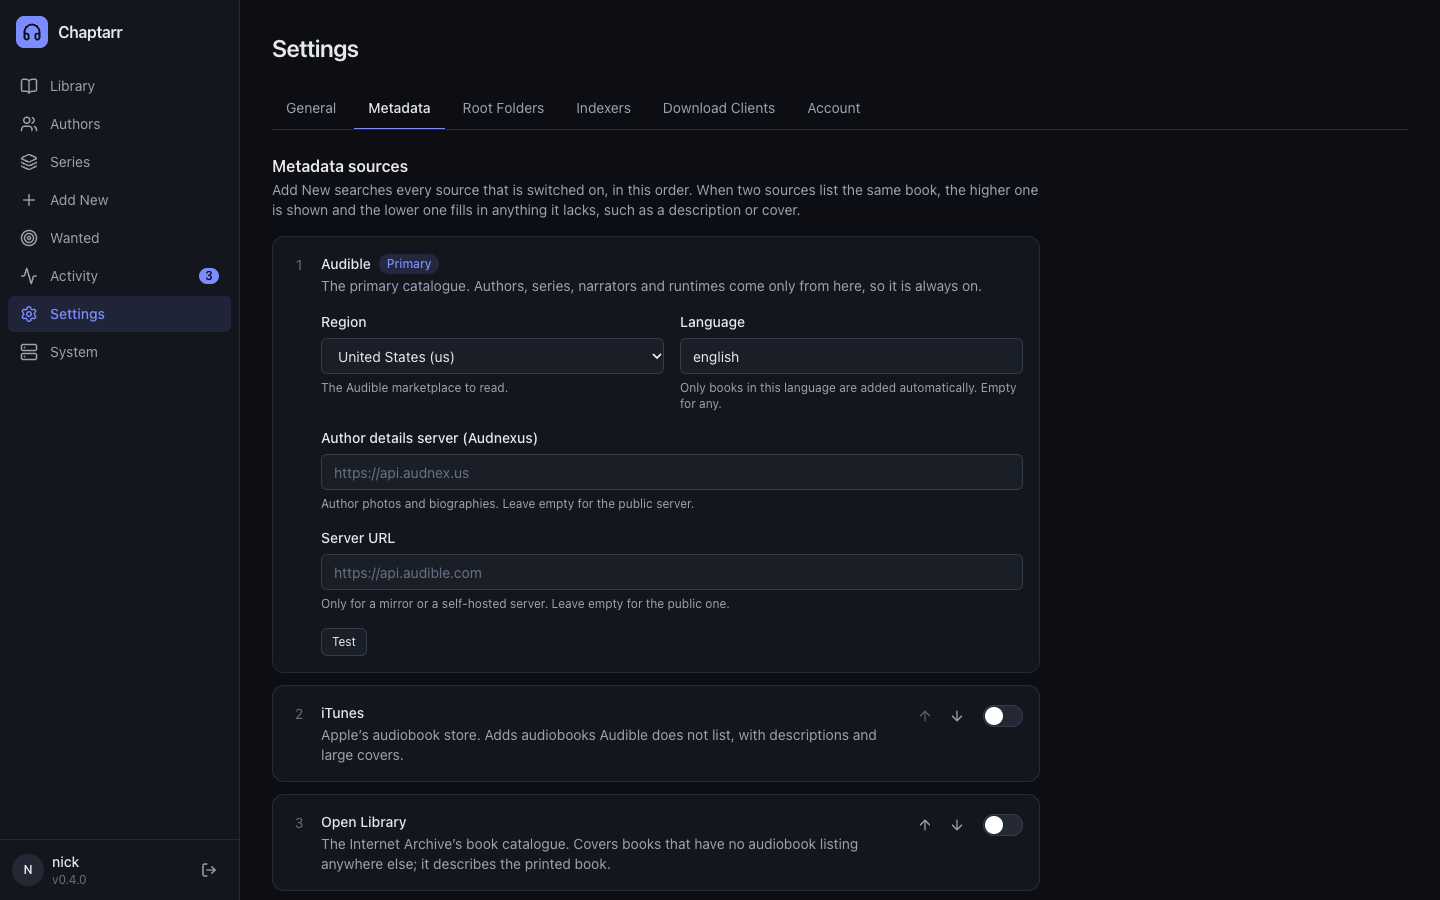 Chaptarr
Library
Authors
Series
Add New
Wanted
Activity 3
Settings
System
N
nick
v0.4.0
Settings
General Metadata Root Folders Indexers Download Clients Account
Metadata sources
Add New searches every source that is switched on, in this order. When two sources list the same book, the higher one
is shown and the lower one fills in anything it lacks, such as a description or cover.
1 Audible Primary
The primary catalogue. Authors, series, narrators and runtimes come only from here, so it is always on.
Region Language
United States (us) english
The Audible marketplace to read. Only books in this language are added automatically. Empty
for any.
Author details server (Audnexus)
https://api.audnex.us
Author photos and biographies. Leave empty for the public server.
Server URL
https://api.audible.com
Only for a mirror or a self-hosted server. Leave empty for the public one.
Test
2 iTunes
Apple’s audiobook store. Adds audiobooks Audible does not list, with descriptions and
large covers.
3 Open Library
The Internet Archive’s book catalogue. Covers books that have no audiobook listing
anywhere else; it describes the printed book.